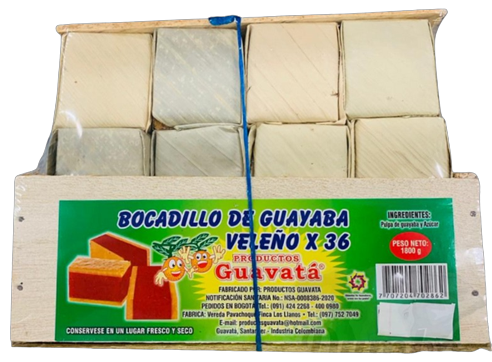 BOCADILLO DE GUAYABA
VELEÑO X 36
PRODUCTOS
Guavatá®
FABRICADO POR: PRODUCTOS GUAVATA
NOTIFICACIÓN SANITARIA No.: NSA-0008386-2020
PEDIDOS EN BOGOTÁ Tel.: (091) 424 2268 - 400 0980
FABRICA: Vereda Pavachoque Finca Los Llanos - Tel.: (097) 752 7049
E-mail: productosguavata@hotmail.com
Guavatá, Santander - Industria Colombiana
CONSERVESE EN UN LUGAR FRESCO Y SECO
INGREDIENTES:
Pulpa de guayaba y Azúcar
PESO NETO:
1800 g